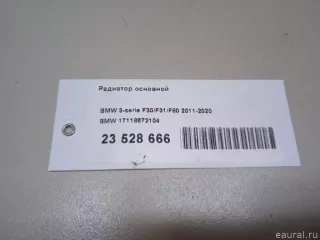 Радиатор основной
BMW 3-serie F30/F31/F80 2011-2020
BMW 17118672104
23 528 666
eaural.ru